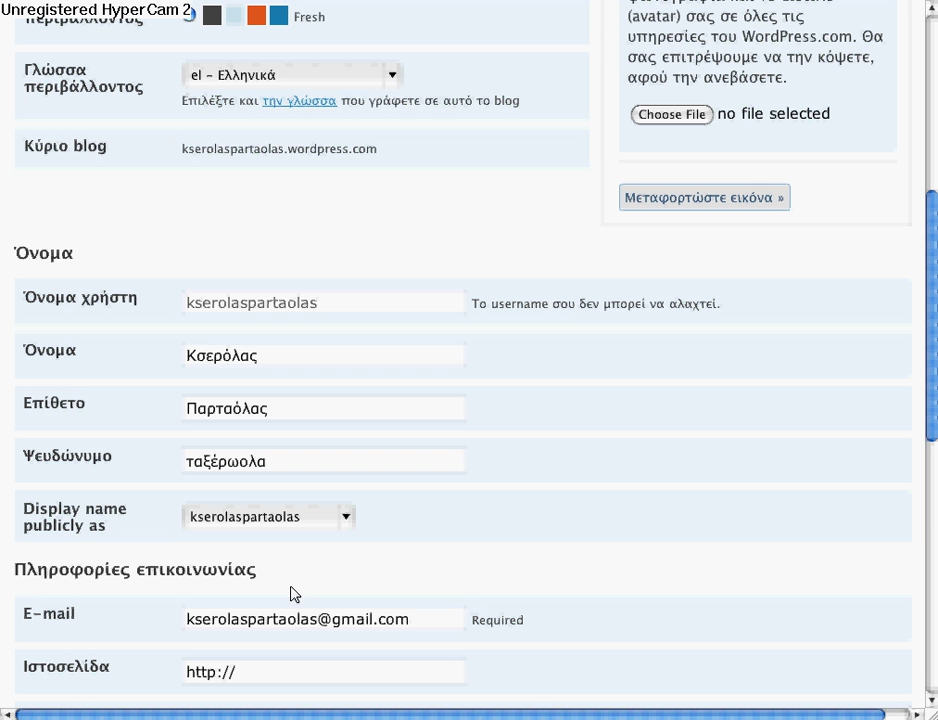 Unregistered HyperCam 2
περιβάλλοντος
Fresh
Γλώσσα
περιβάλλοντος
el – Ελληνικά
Επιλέξτε και την γλώσσα που γράφετε σε αυτό το blog
Κύριο blog
kserolaspartaolas.wordpress.com
(avatar) σας σε όλες τις
υπηρεσίες του WordPress.com. Θα
σας επιτρέψουμε να την κόψετε,
αφού την ανεβάσετε.
Choose File no file selected
Μεταφορτώστε εικόνα »
Όνομα
Όνομα χρήστη
kserolaspartaolas
Το username σου δεν μπορεί να αλαχτεί.
Όνομα
Κσερόλας
Επίθετο
Παρταόλας
Ψευδώνυμο
ταξέρωολα
Display name
publicly as
kserolaspartaolas
Πληροφορίες επικοινωνίας
E-mail
kserolaspartaolas@gmail.com
Required
Ιστοσελίδα
http://